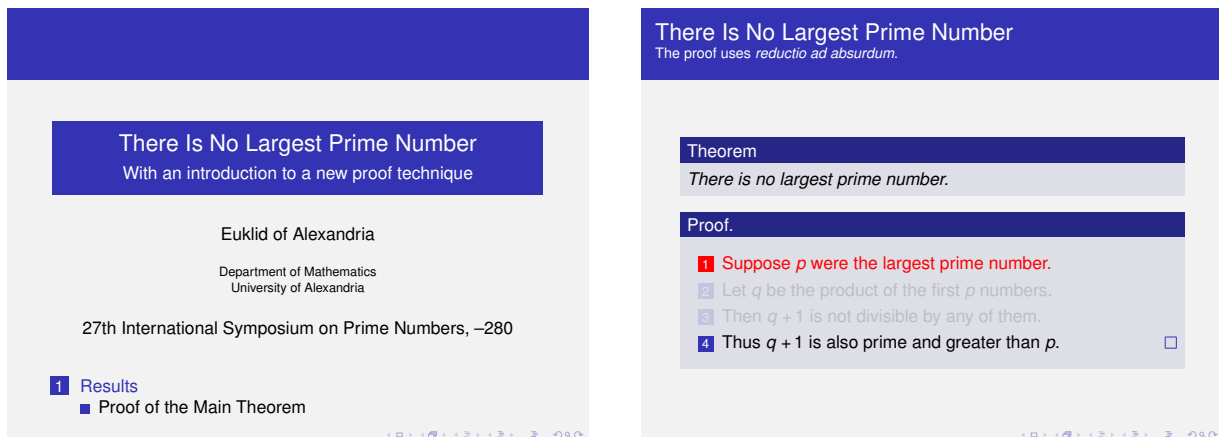 There Is No Largest Prime Number
With an introduction to a new proof technique
Euklid of Alexandria
Department of Mathematics
University of Alexandria
27th International Symposium on Prime Numbers, –280
1 Results
Proof of the Main Theorem
There Is No Largest Prime Number
The proof uses reductio ad absurdum.
Theorem
There is no largest prime number.
Proof.
1 Suppose p were the largest prime number.
2 Let q be the product of the first p numbers.
3 Then q + 1 is not divisible by any of them.
4 Thus q + 1 is also prime and greater than p.